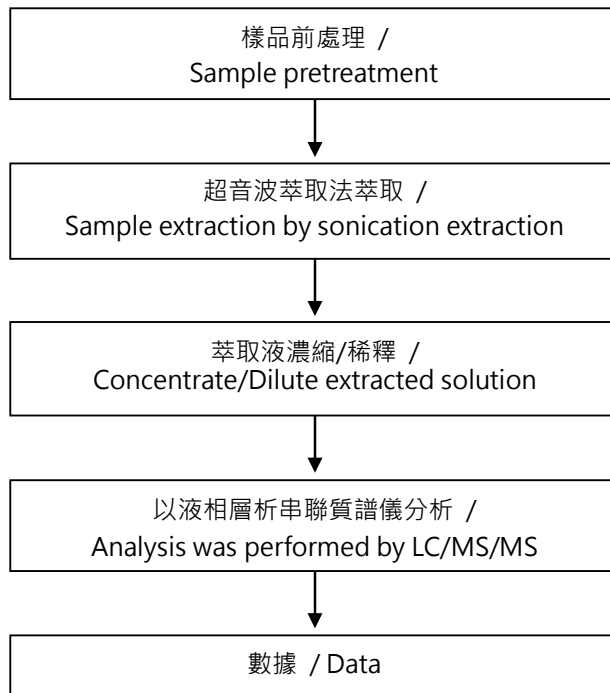 樣品前處理 /
Sample pretreatment
超音波萃取法萃取 /
Sample extraction by sonication extraction
萃取液濃縮/稀釋 /
Concentrate/Dilute extracted solution
以液相層析串聯質譜儀分析 /
Analysis was performed by LC/MS/MS
數據 / Data